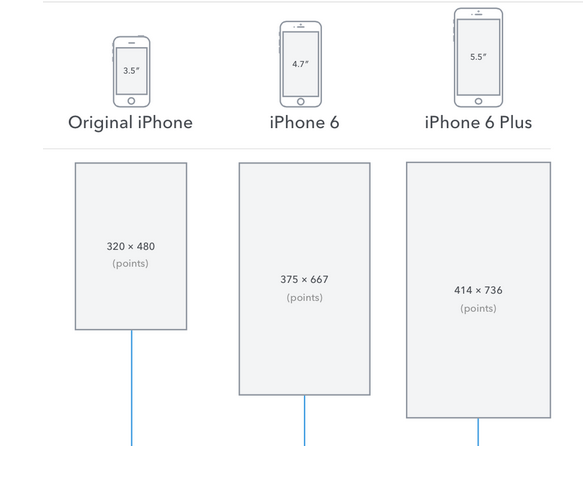 3.5″
4.7″
5.5″
Original iPhone
iPhone 6
iPhone 6 Plus
320 × 480
(points)
375 × 667
(points)
414 × 736
(points)